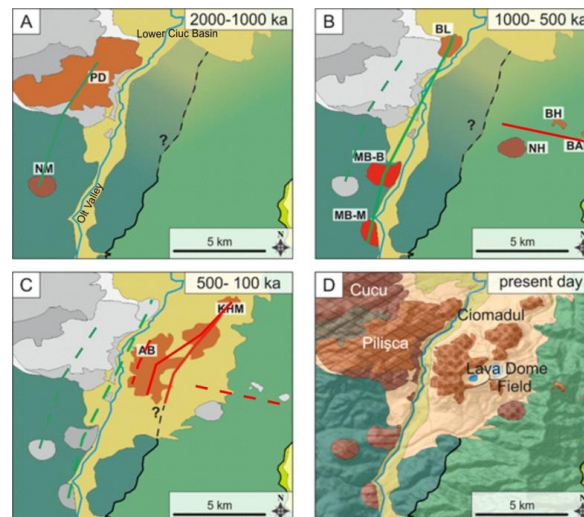 A
2000-1000 ka
Lower Ciuc Basin
PD
NM
?
Olt Valley
5 km
B
1000- 500 ka
BL
BH
BA
NH
MB-B
?
MB-M
5 km
C
500- 100 ka
KHM
AB
?
5 km
D
present day
Cucu
Pilişca
Ciomadul
Lava Dome
Field
5 km